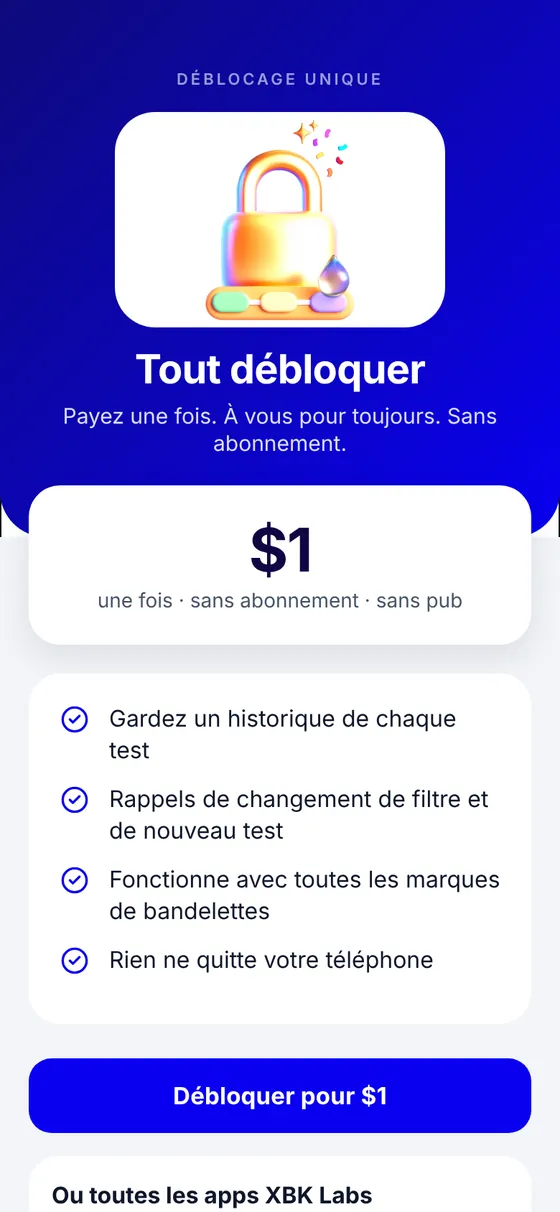 DÉBLOCAGE UNIQUE
Tout débloquer
Payez une fois. À vous pour toujours. Sans
abonnement.
$1
une fois · sans abonnement · sans pub
Gardez un historique de chaque
test
Rappels de changement de filtre et
de nouveau test
Fonctionne avec toutes les marques
de bandelettes
Rien ne quitte votre téléphone
Débloquer pour $1
Ou toutes les apps XBK Labs